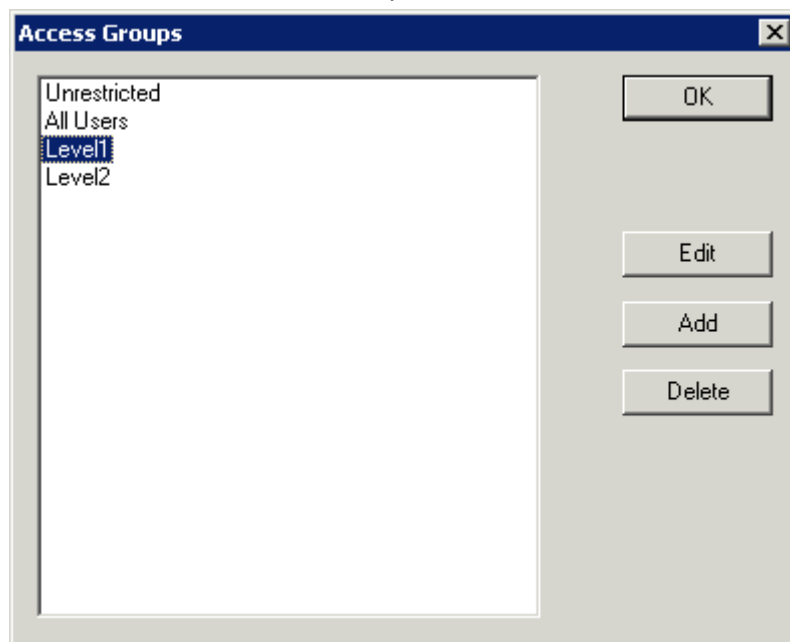 Access Groups
Unrestricted
All Users
Level1
Level2
OK
Edit
Add
Delete